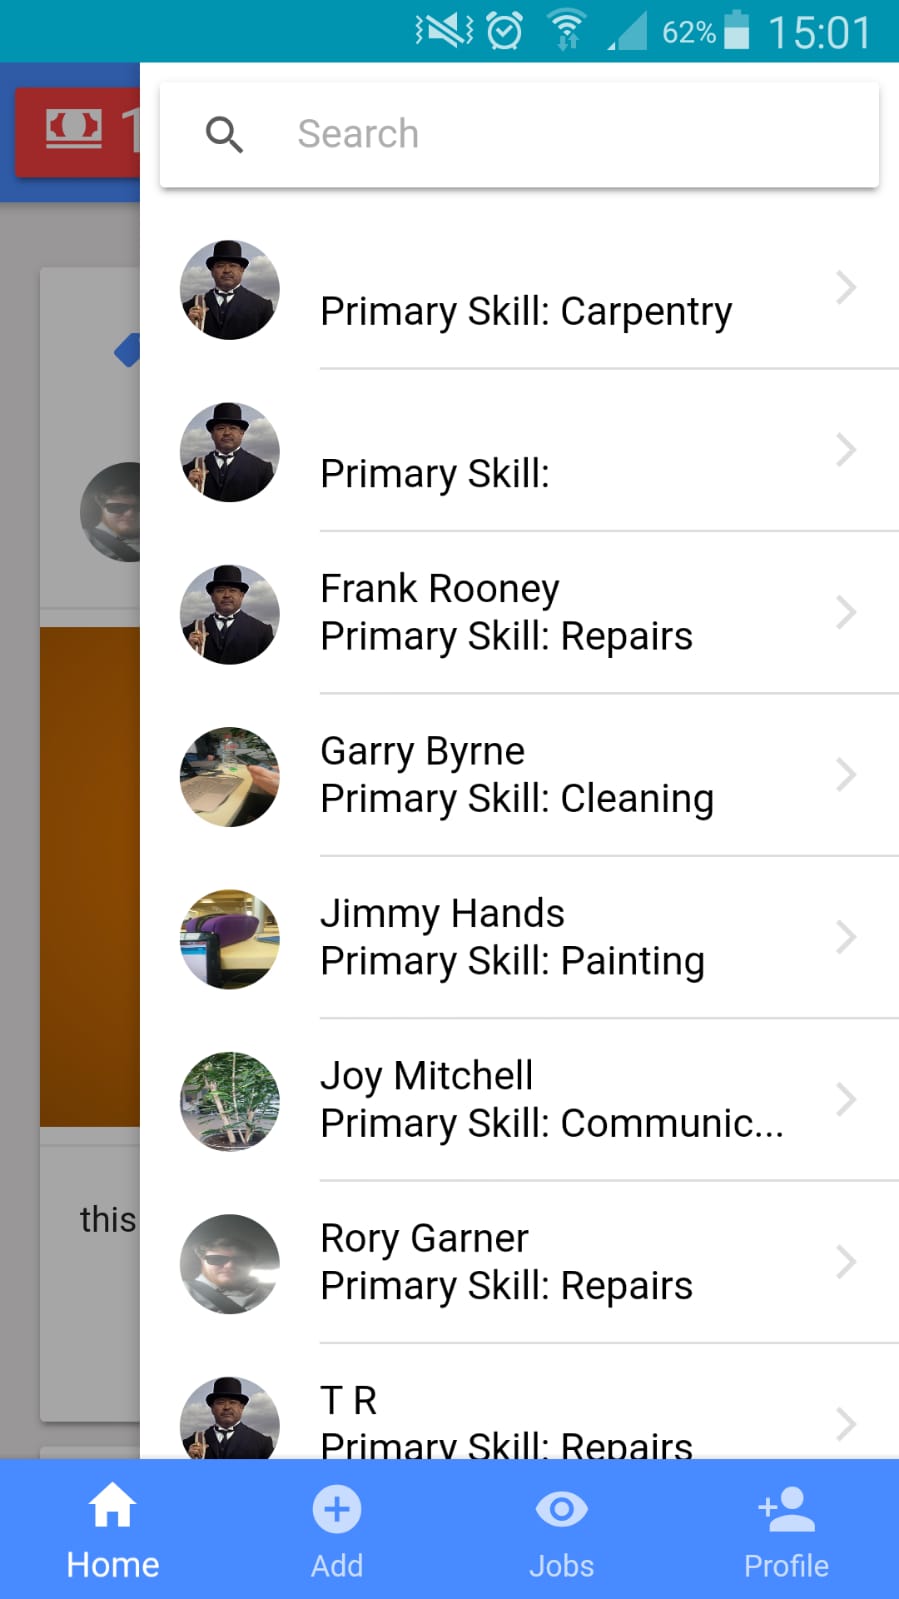 62% 15:01
1
Search
Primary Skill: Carpentry
Primary Skill:
Frank Rooney
Primary Skill: Repairs
Garry Byrne
Primary Skill: Cleaning
Jimmy Hands
Primary Skill: Painting
Joy Mitchell
Primary Skill: Communic...
this
Rory Garner
Primary Skill: Repairs
T R
Primary Skill: Repairs
Home Add Jobs Profile